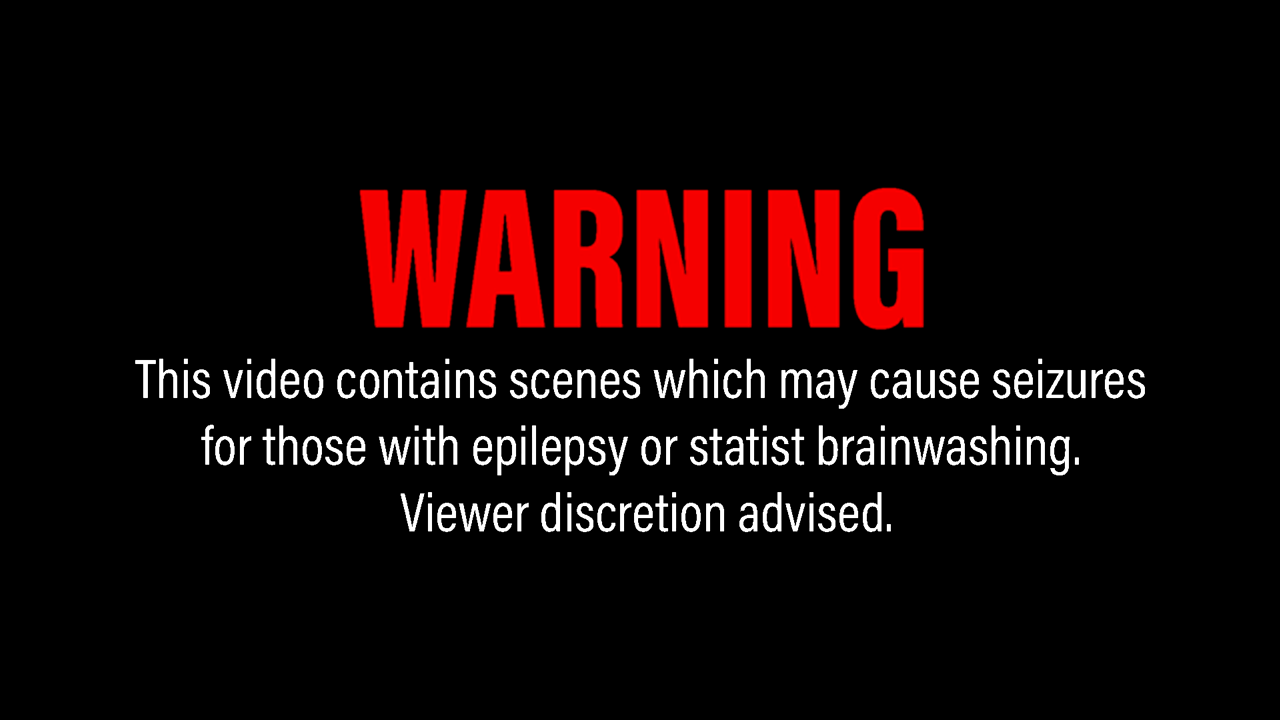 WARNING
This video contains scenes which may cause seizures
for those with epilepsy or statist brainwashing.
Viewer discretion advised.